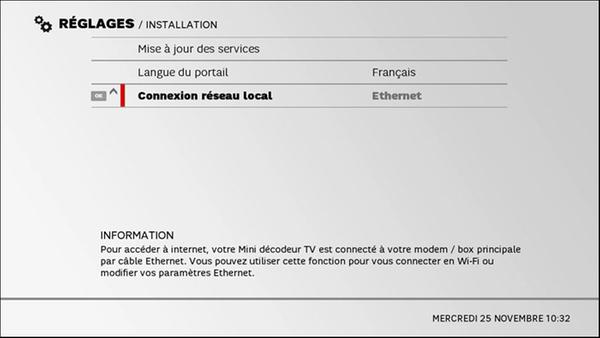 RÉGLAGES / INSTALLATION
Mise à jour des services
Langue du portail Français
OK Connexion réseau local Ethernet
INFORMATION
Pour accéder à internet, votre Mini décodeur TV est connecté à votre modem / box principale
par câble Ethernet. Vous pouvez utiliser cette fonction pour vous connecter en Wi-Fi ou
modifier vos paramètres Ethernet.
MERCREDI 25 NOVEMBRE 10:32